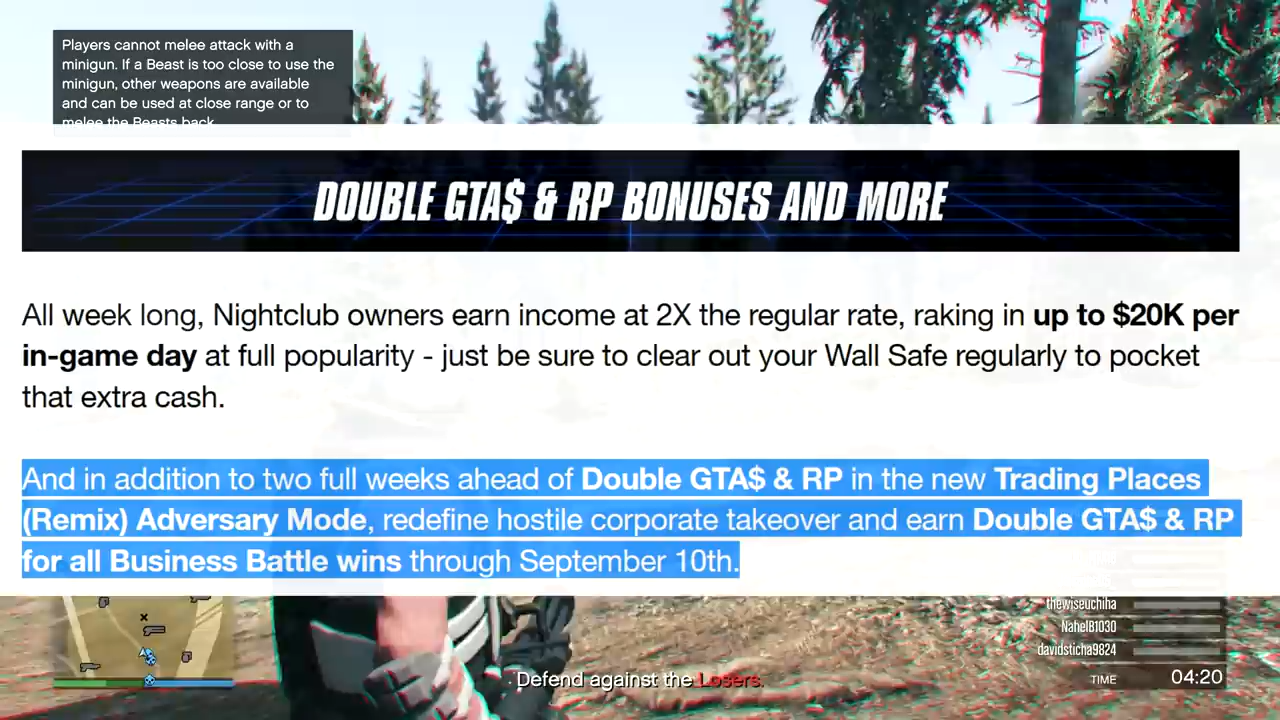 Players cannot melee attack with a
minigun. If a Beast is too close to use the
minigun, other weapons are available
and can be used at close range or to
melee the Beasts back.
DOUBLE GTA$ & RP BONUSES AND MORE
All week long, Nightclub owners earn income at 2X the regular rate, raking in up to $20K per
in-game day at full popularity - just be sure to clear out your Wall Safe regularly to pocket
that extra cash.
And in addition to two full weeks ahead of Double GTA$ & RP in the new Trading Places
(Remix) Adversary Mode, redefine hostile corporate takeover and earn Double GTA$ & RP
for all Business Battle wins through September 10th.
thewiseuchiha
NahelB1030
davidsticha9824
Defend against the Losers.
TIME 04:20